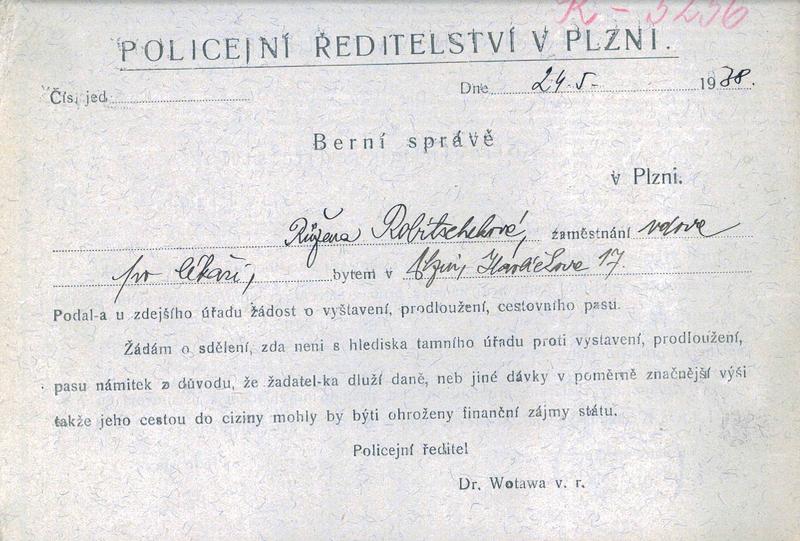 K - 3256
POLICEJNÍ ŘEDITELSTVÍ V PLZNI.
Čís. jed. Dne 24.5.- 1938.
Berní správě
v Plzni.
Růžena Robitscheková, zaměstnání vdova
po lékaři, bytem v Plzni, Havlíčkova 17.
Podal-a u zdejšího úřadu žádost o vyštavení, prodloužení, cestovního pasu.
Žádám o sdělení, zda neni s hlediska tamního úřadu proti vystavení, prodloužení,
pasu námitek z důvodu, že žadatel-ka dluží daně, neb jiné dávky v poměrně značnější výši
takže jeho cestou do ciziny mohly by býti ohroženy finanční zájmy státu.
Policejní ředitel
Dr. Wotawa v. r.